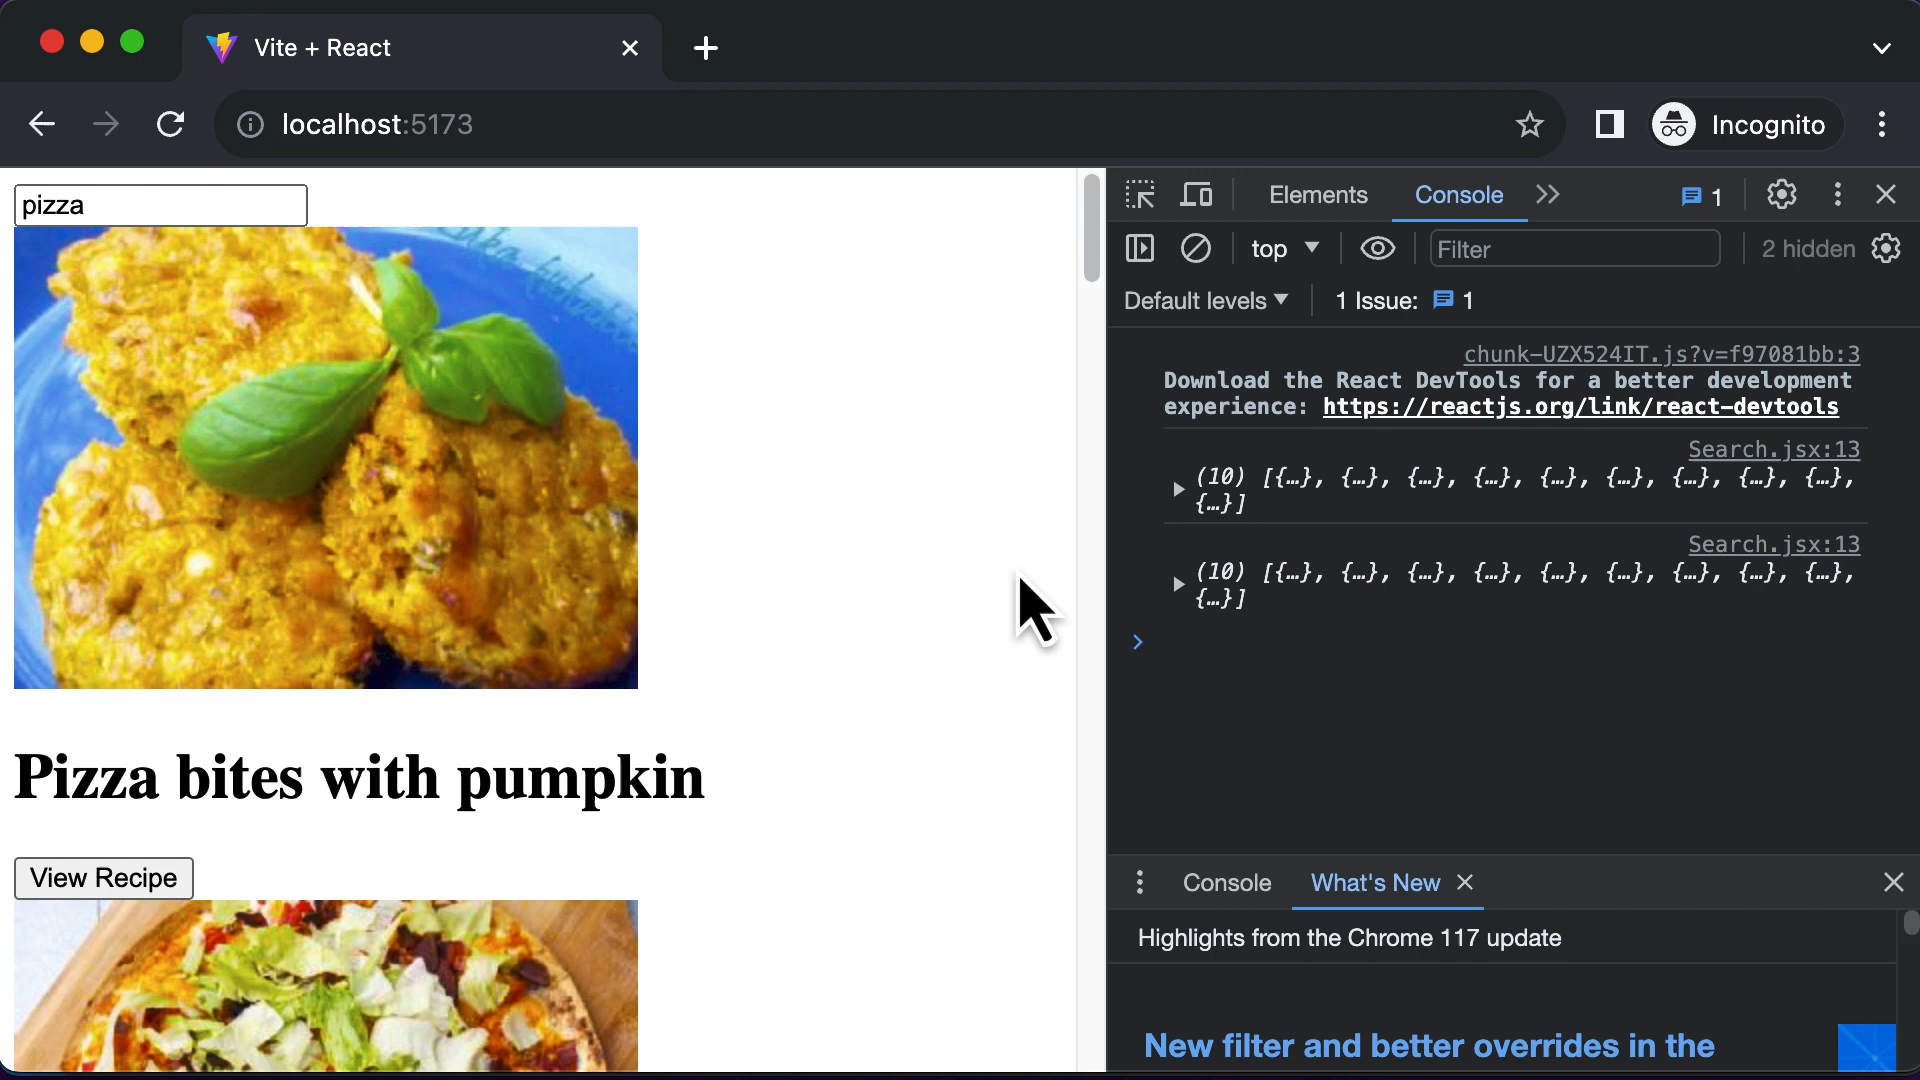 Vite + React
localhost:5173
Incognito
pizza
Pizza bites with pumpkin
View Recipe
Elements
Console
1
top
Filter
2 hidden
Default levels
1 Issue:
1
chunk-UZX524IT.js?v=f97081bb:3
Download the React DevTools for a better development
experience: https://reactjs.org/link/react-devtools
Search.jsx:13
(10) [{…}, {…}, {…}, {…}, {…}, {…}, {…}, {…}, {…},
{…}]
Search.jsx:13
(10) [{…}, {…}, {…}, {…}, {…}, {…}, {…}, {…}, {…},
{…}]
Console
What's New
Highlights from the Chrome 117 update
New filter and better overrides in the